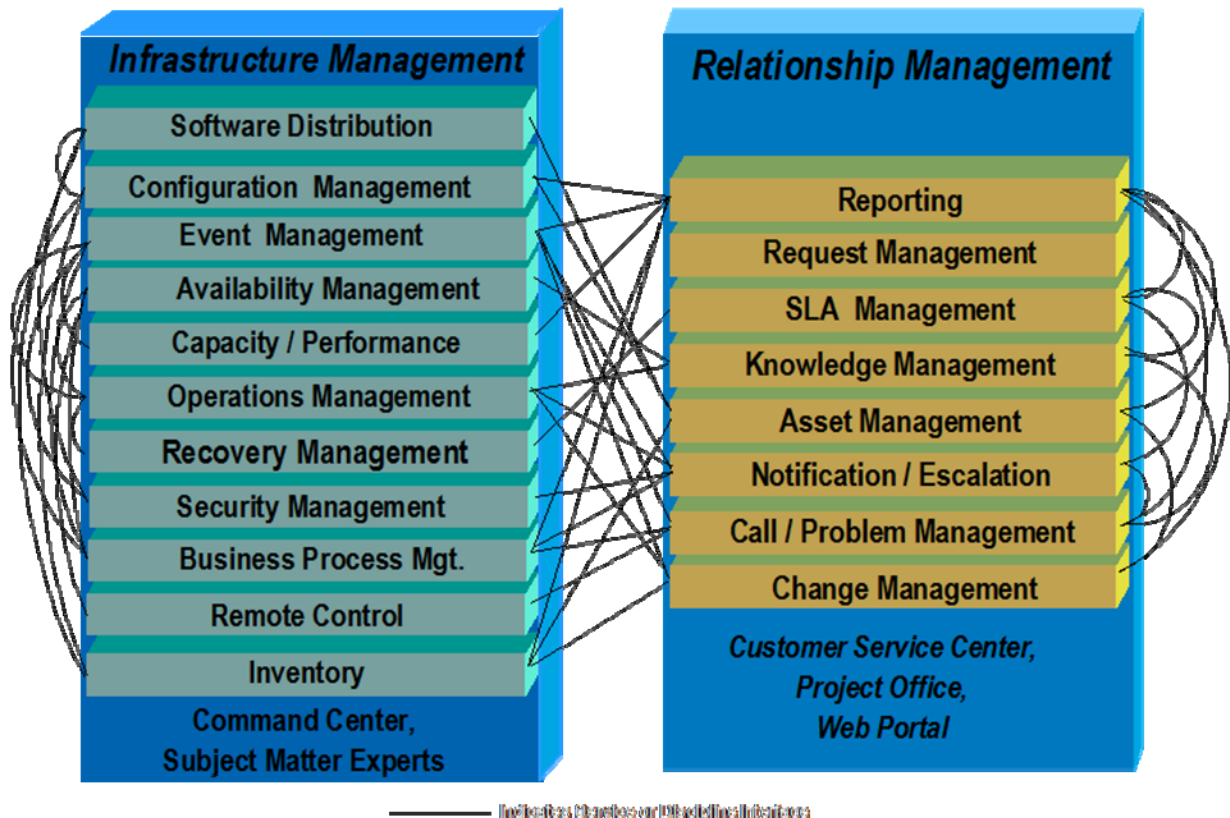 Infrastructure Management
Software Distribution
Configuration Management
Event Management
Availability Management
Capacity / Performance
Operations Management
Recovery Management
Security Management
Business Process Mgt.
Remote Control
Inventory
Command Center,
Subject Matter Experts
Relationship Management
Reporting
Request Management
SLA Management
Knowledge Management
Asset Management
Notification / Escalation
Call / Problem Management
Change Management
Customer Service Center,
Project Office,
Web Portal
Indicates